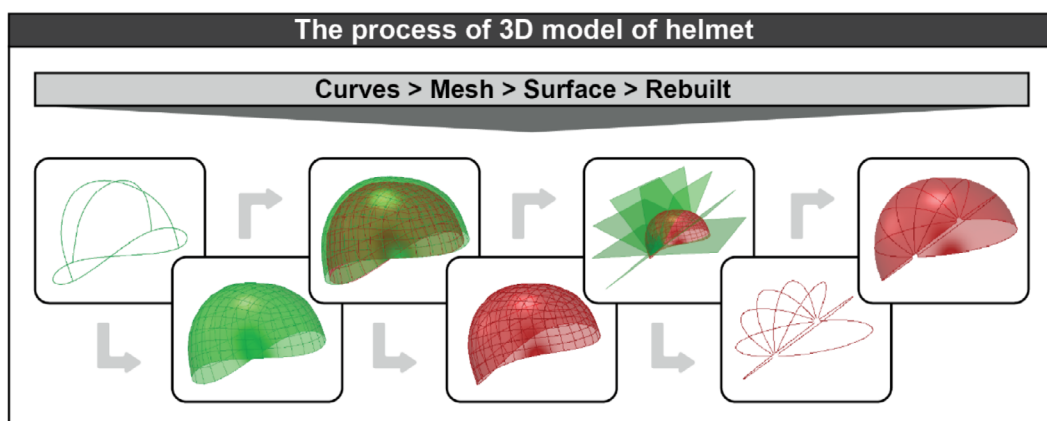 The process of 3D model of helmet
Curves > Mesh > Surface > Rebuilt